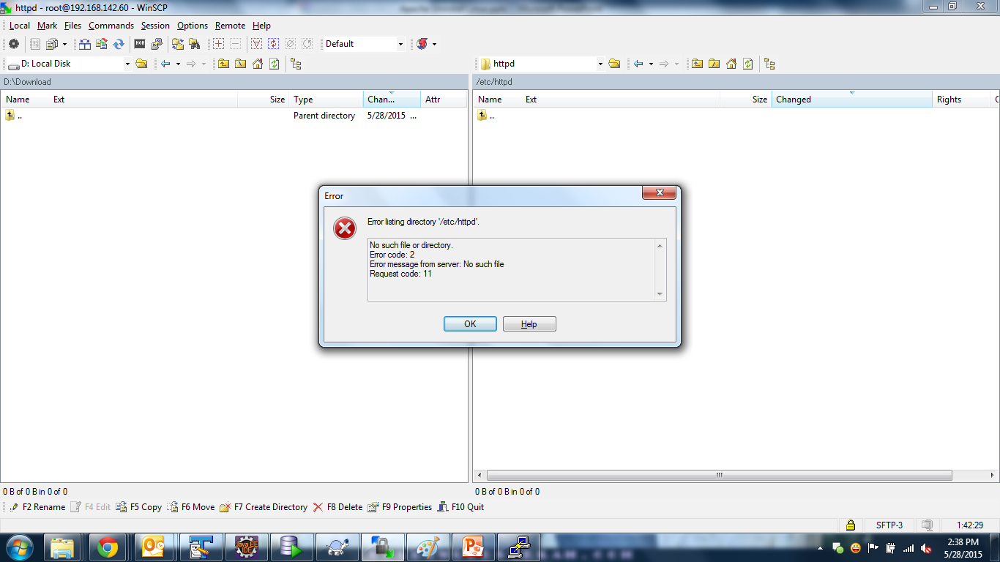 httpd - root@192.168.142.60 - WinSCP
Local Mark Files Commands Session Options Remote Help
Default
D: Local Disk
httpd
D:\Download
/etc/httpd
Name Ext Size Type Chan... Attr
Name Ext Size Changed Rights
.. Parent directory 5/28/2015 ...
..
Error
Error listing directory '/etc/httpd'.
No such file or directory.
Error code: 2
Error message from server: No such file
Request code: 11
OK Help
0 B of 0 B in 0 of 0
0 B of 0 B in 0 of 0
F2 Rename F4 Edit F5 Copy F6 Move F7 Create Directory F8 Delete F9 Properties F10 Quit
SFTP-3 1:42:29
Java EE
IDE
2:38 PM
5/28/2015